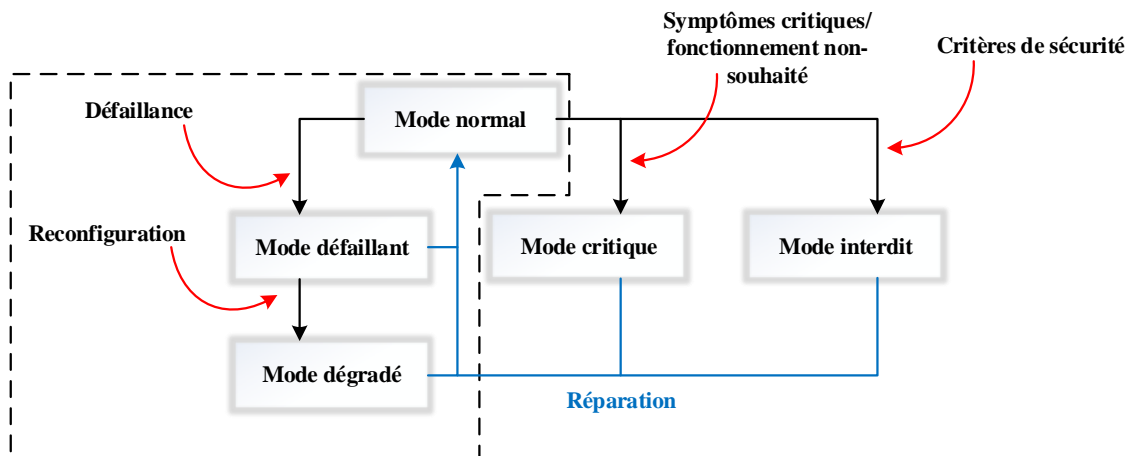 Symptômes critiques/
fonctionnement non-
souhaité
Critères de sécurité
Défaillance
Mode normal
Reconfiguration
Mode défaillant
Mode critique
Mode interdit
Mode dégradé
Réparation